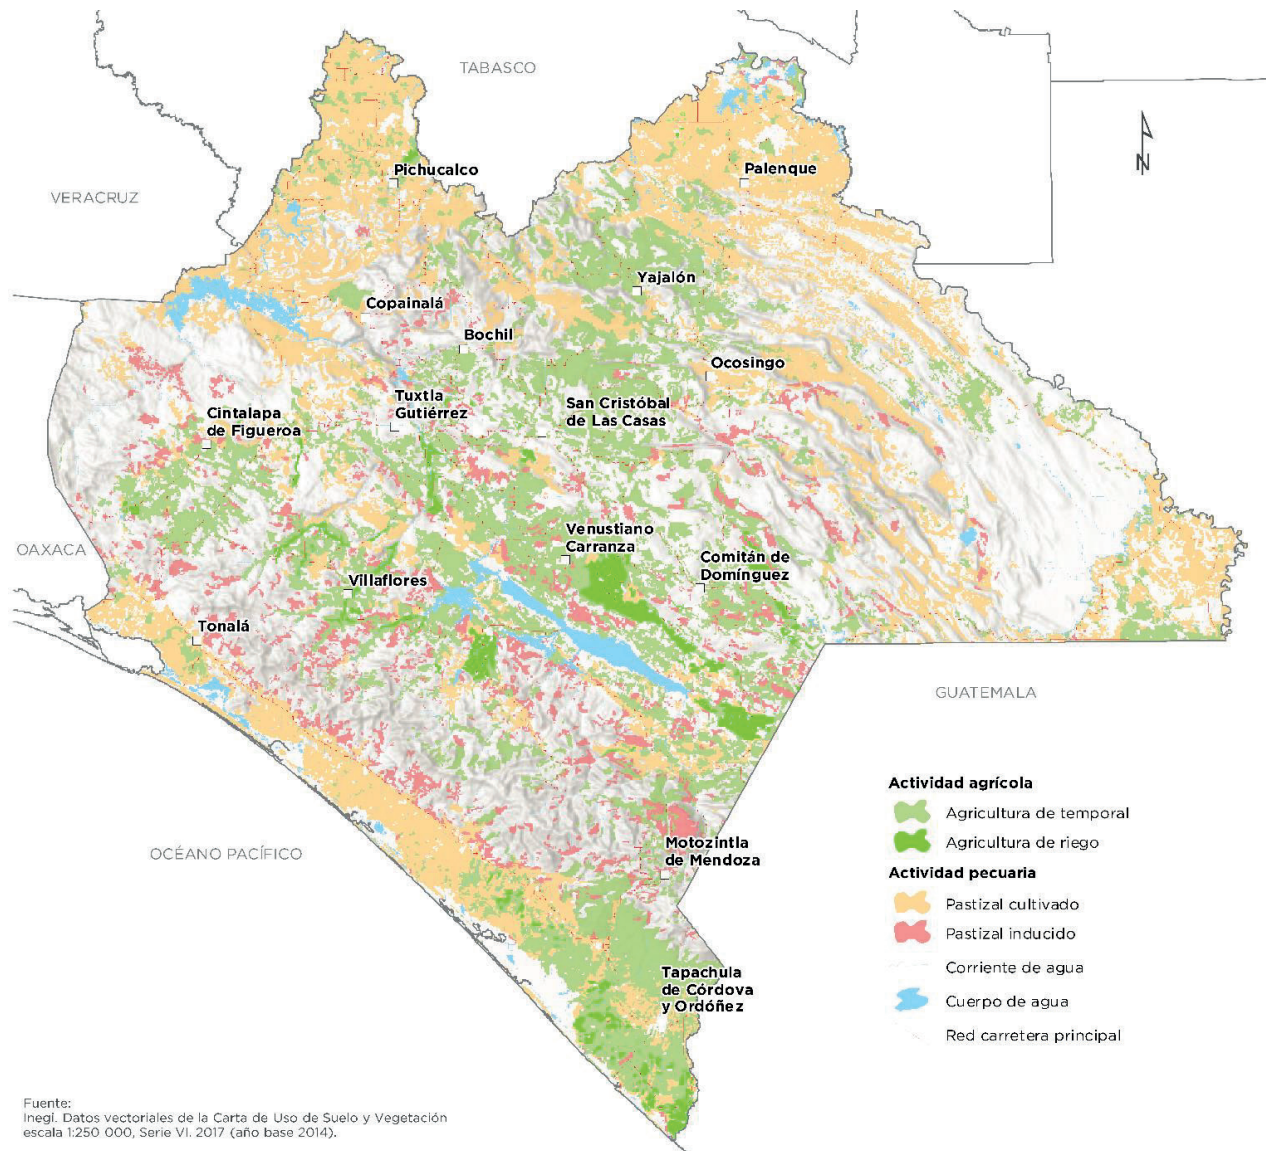 TABASCO
VERACRUZ
Pichucalco
Palenque
N
Yajalón
Copainalá
Bochil
Ocosingo
Tuxtla
Gutiérrez
San Cristóbal
de Las Casas
Cintalapa
de Figueroa
OAXACA
Venustiano
Carranza
Comitán de
Domínguez
Villaflores
Tonalá
GUATEMALA
OCÉANO PACÍFICO
Motozintla
de Mendoza
Tapachula
de Córdova
y Ordóñez
Actividad agrícola
Agricultura de temporal
Agricultura de riego
Actividad pecuaria
Pastizal cultivado
Pastizal inducido
Corriente de agua
Cuerpo de agua
Red carretera principal
Fuente:
Inegi. Datos vectoriales de la Carta de Uso de Suelo y Vegetación
escala 1:250 000, Serie VI. 2017 (año base 2014).